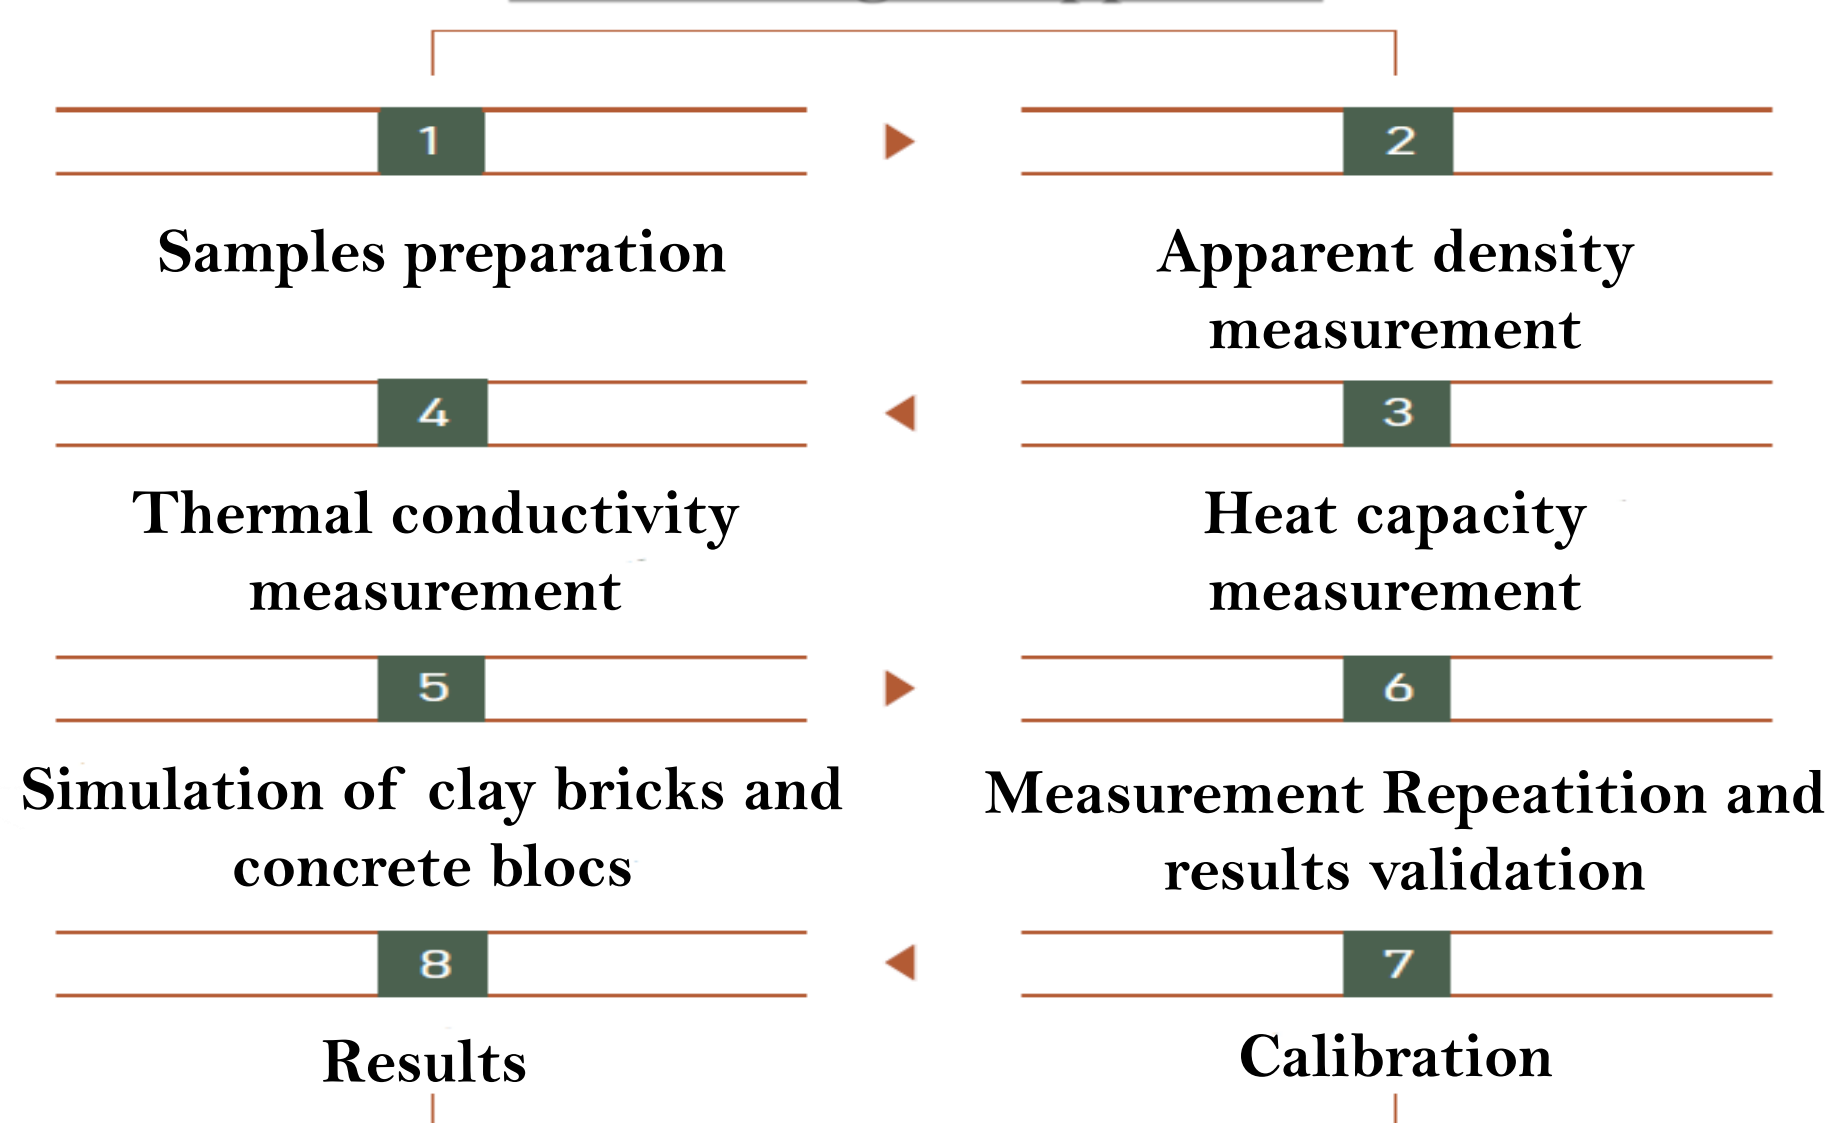 1
2
Samples preparation
Apparent density
measurement
4
3
Thermal conductivity
measurement
Heat capacity
measurement
5
6
Simulation of clay bricks and
concrete blocs
Measurement Repeatition and
results validation
8
7
Results
Calibration